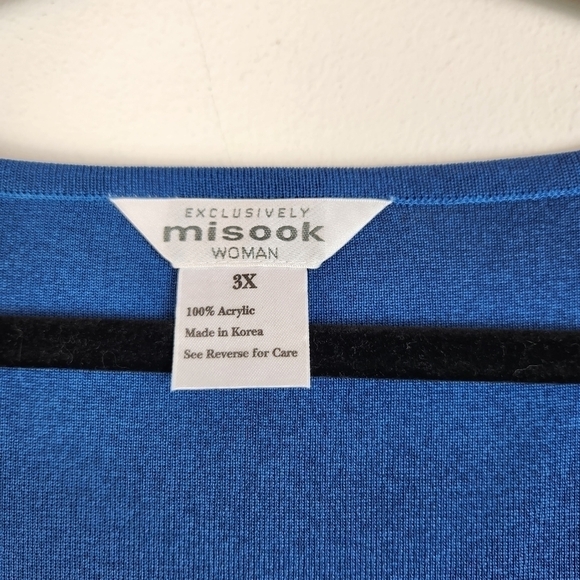 EXCLUSIVELY
misook
WOMAN
3X
100% Acrylic
Made in Korea
See Reverse for Care